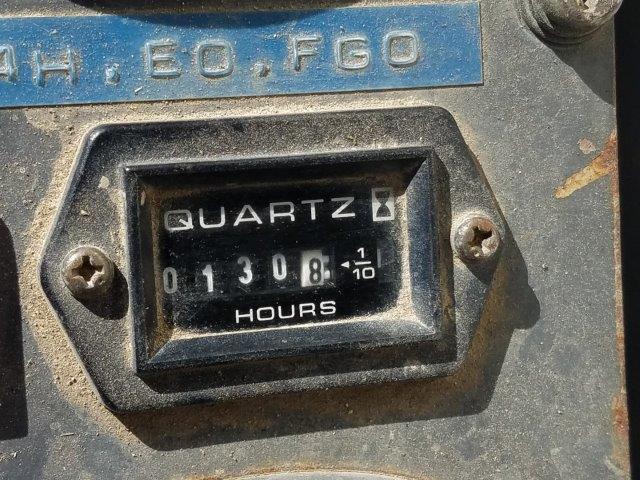 AH, EO, FGO
QUARTZ
01308 1/10
HOURS